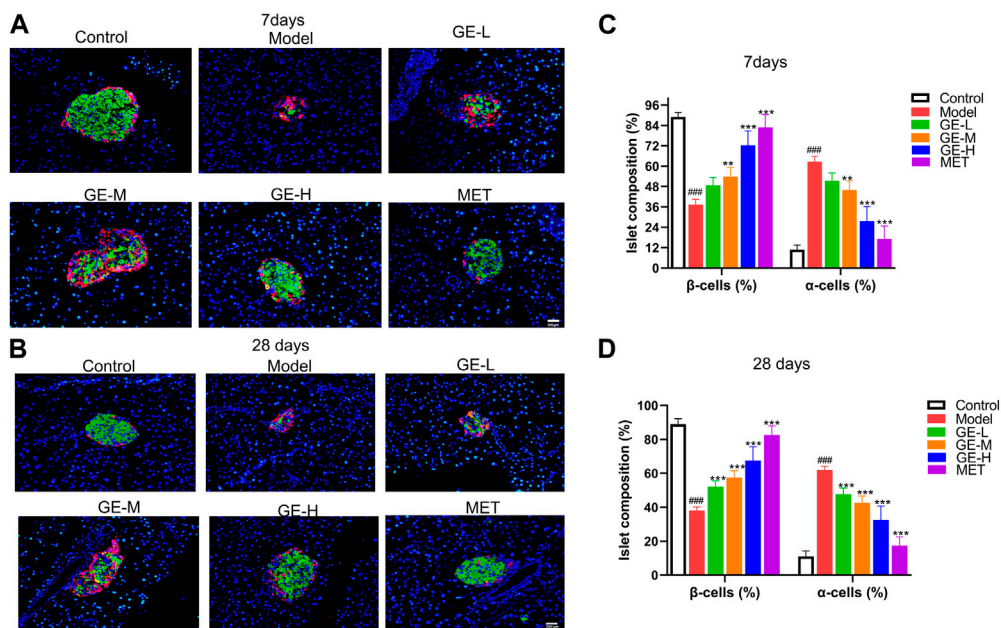 A
7days
Control
Model
GE-L
GE-M
GE-H
MET
B
28 days
Control
Model
GE-L
GE-M
GE-H
MET
C
7days
Islet composition (%)
96
84
72
60
48
36
24
12
0
###
**
***
***
###
**
***
***
β-cells (%)
α-cells (%)
Control
Model
GE-L
GE-M
GE-H
MET
D
28 days
Islet composition (%)
100
80
60
40
20
0
###
***
***
***
***
###
***
***
***
***
β-cells (%)
α-cells (%)
Control
Model
GE-L
GE-M
GE-H
MET